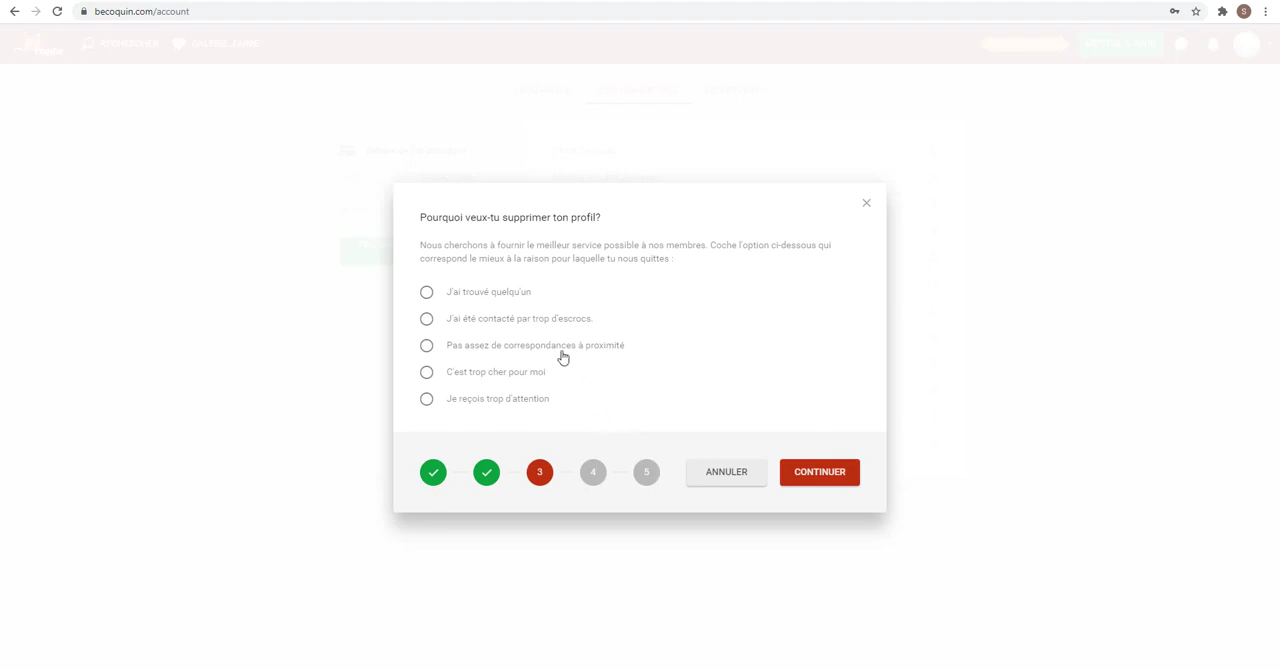 becoquin.com/account
S
Pourquoi veux-tu supprimer ton profil?
Nous cherchons à fournir le meilleur service possible à nos membres. Coche l'option ci-dessous qui
correspond le mieux à la raison pour laquelle tu nous quittes :
J'ai trouvé quelqu'un
J'ai été contacté par trop d'escrocs.
Pas assez de correspondances à proximité
C'est trop cher pour moi
Je reçois trop d'attention
3 4 5 ANNULER CONTINUER